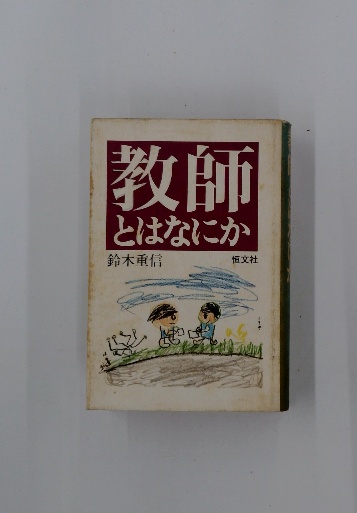 教師
とはなにか
鈴木重信
恒文社